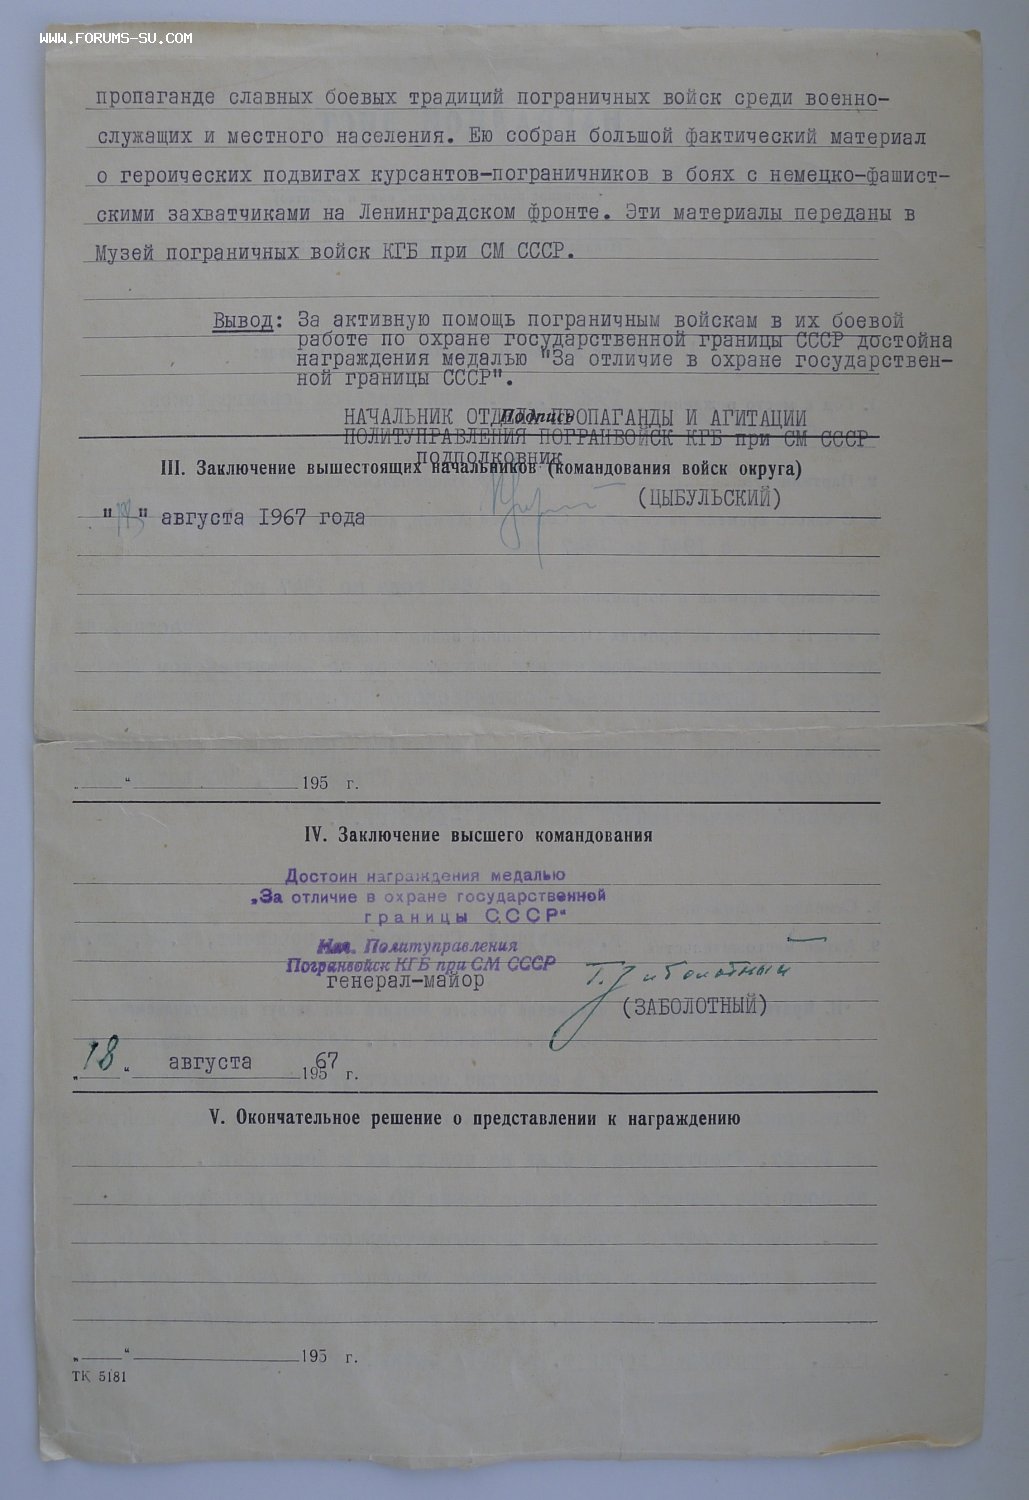 WWW.FORUMS-SU.COM
пропаганде славных боевых традиций пограничных войск среди военно-
служащих и местного населения. Ею собран большой фактический материал
о героических подвигах курсантов-пограничников в боях с немецко-фашист-
скими захватчиками на Ленинградском фронте. Эти материалы переданы в
Музей пограничных войск КГБ при СМ СССР.
Вывод: За активную помощь пограничным войскам в их боевой
работе по охране государственной границы СССР достойна
награждения медалью "За отличие в охране государствен-
ной границы СССР".
НАЧАЛЬНИК ОТДЕЛА ПРОПАГАНДЫ И АГИТАЦИИ
Подпись
ПОЛИТУПРАВЛЕНИЯ ПОГРАНВОЙСК КГБ при СМ СССР
подполковник
III. Заключение вышестоящих начальников (командования войск округа)
(ЦЫБУЛЬСКИЙ)
" " августа 1967 года
„ “ 195 г.
IV. Заключение высшего командования
Достоин награждения медалью
„За отличие в охране государственной
границы СССР“
Нач. Политуправления
Погранвойск КГБ при СМ СССР
генерал-майор
Г. Заболотный
(ЗАБОЛОТНЫЙ)
„18“ августа 195 67 г.
V. Окончательное решение о представлении к награждению
„ “ 195 г.
ТК 5181